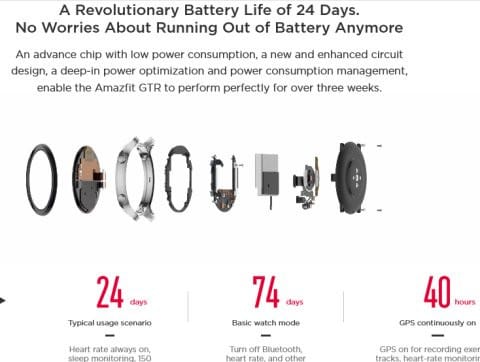 A Revolutionary Battery Life of 24 Days.
No Worries About Running Out of Battery Anymore
An advance chip with low power consumption, a new and enhanced circuit
design, a deep-in power optimization and power consumption management,
enable the Amazfit GTR to perform perfectly for over three weeks.
24 days
74 days
40 hours
Typical usage scenario
Basic watch mode
GPS continuously on
Heart rate always on,
sleep monitoring, 150
Turn off Bluetooth,
heart rate, and other
GPS on for recording exer
tracks, heart-rate monitori